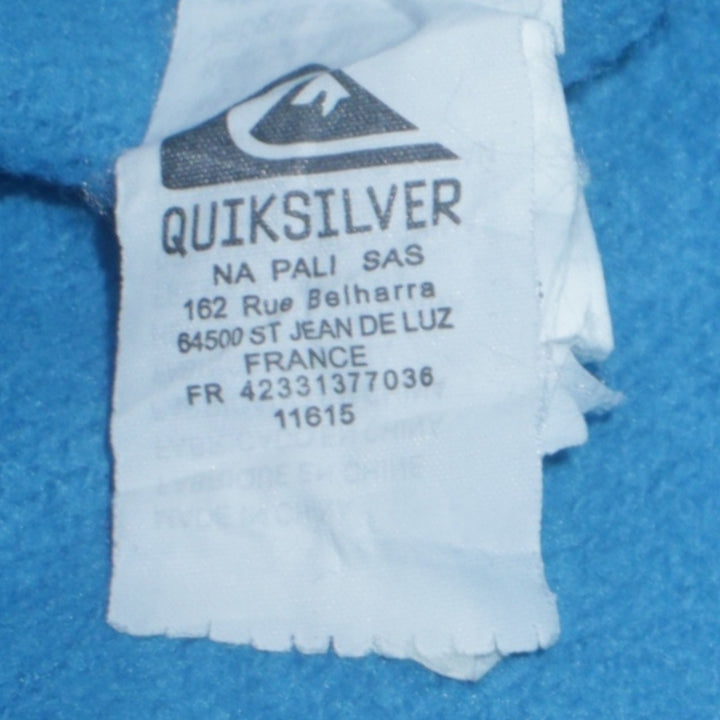 QUIKSILVER
NA PALI SAS
162 Rue Belharra
64500 ST JEAN DE LUZ
FRANCE
FR 42331377036
11615